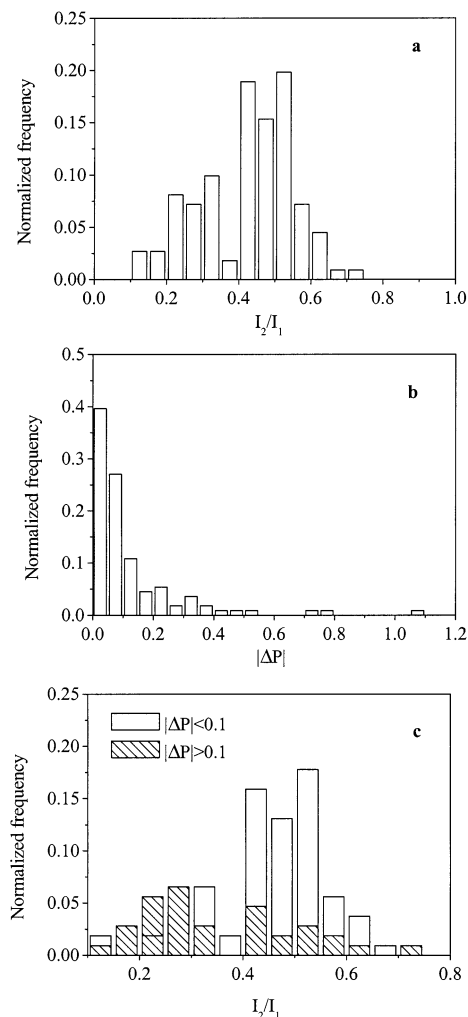 0.25
a
0.20
0.15
0.10
0.05
0.00
Normalized frequency
0.0 0.2 0.4 0.6 0.8 1.0
I₂/I₁
0.5
b
0.4
0.3
0.2
0.1
0.0
Normalized frequency
0.0 0.2 0.4 0.6 0.8 1.0 1.2
|ΔP|
0.25
|ΔP|<0.1
c
0.20
|ΔP|>0.1
0.15
0.10
0.05
0.00
Normalized frequency
0.2 0.4 0.6 0.8
I₂/I₁